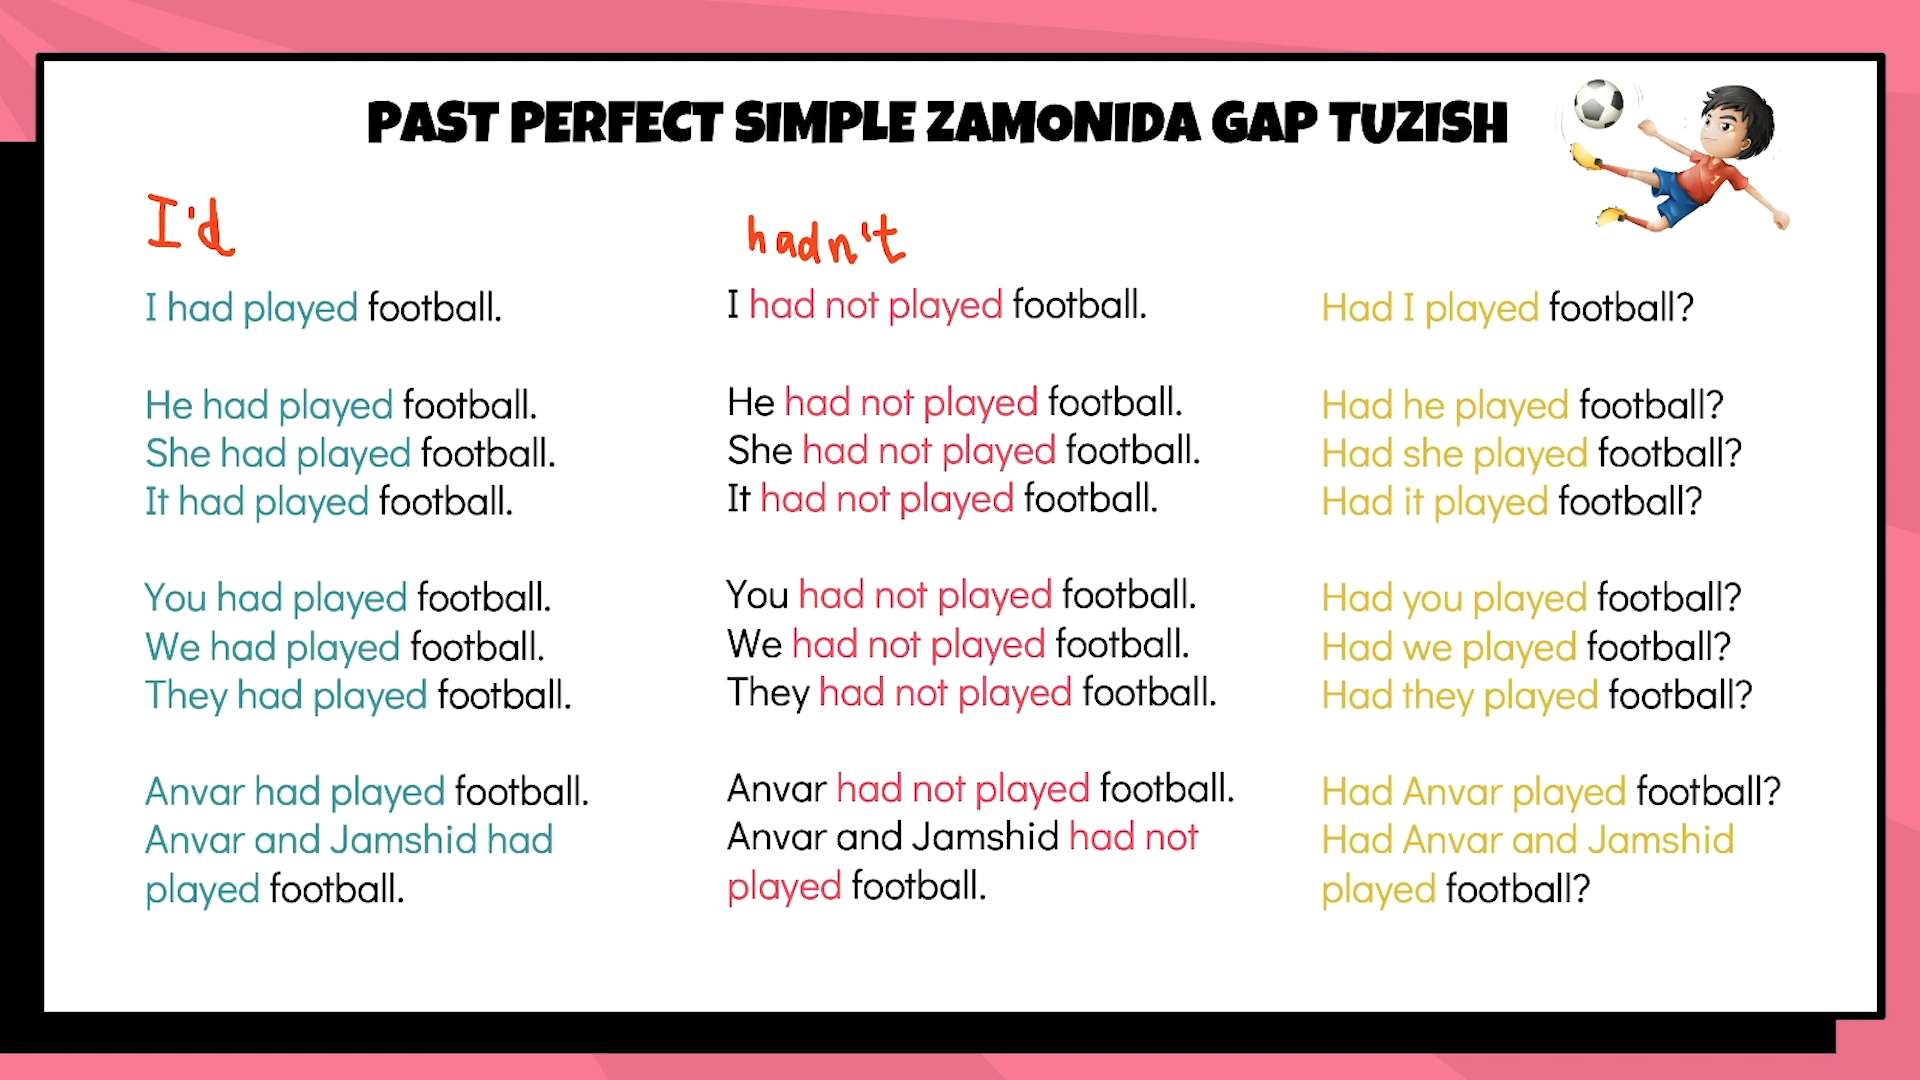 PAST PERFECT SIMPLE ZAMONIDA GAP TUZISH
I'd
I had played football.
He had played football.
She had played football.
It had played football.
You had played football.
We had played football.
They had played football.
Anvar had played football.
Anvar and Jamshid had
played football.
hadn't
I had not played football.
He had not played football.
She had not played football.
It had not played football.
You had not played football.
We had not played football.
They had not played football.
Anvar had not played football.
Anvar and Jamshid had not
played football.
Had I played football?
Had he played football?
Had she played football?
Had it played football?
Had you played football?
Had we played football?
Had they played football?
Had Anvar played football?
Had Anvar and Jamshid
played football?
1